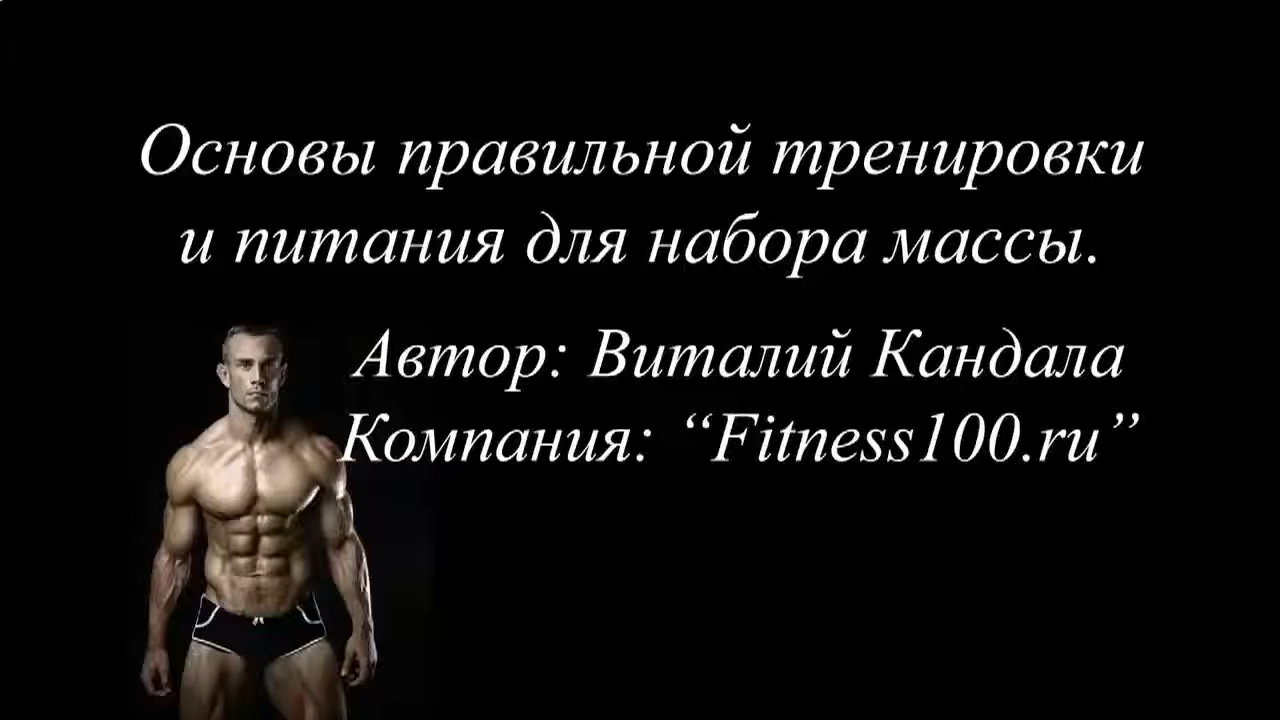 Основы правильной тренировки
и питания для набора массы.
Автор: Виталий Кандала
Компания: “Fitness100.ru”